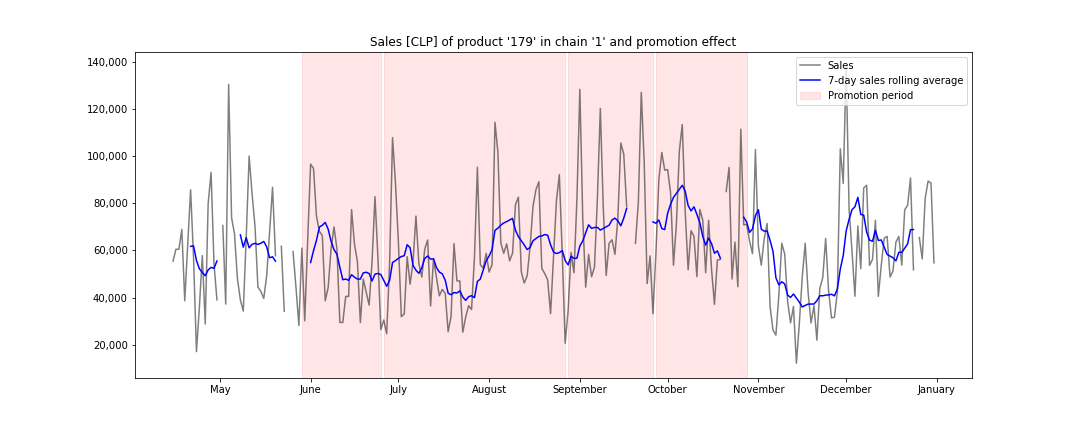 Sales [CLP] of product '179' in chain '1' and promotion effect
140,000
120,000
100,000
80,000
60,000
40,000
20,000
Sales
7-day sales rolling average
Promotion period
May June July August September October November December January